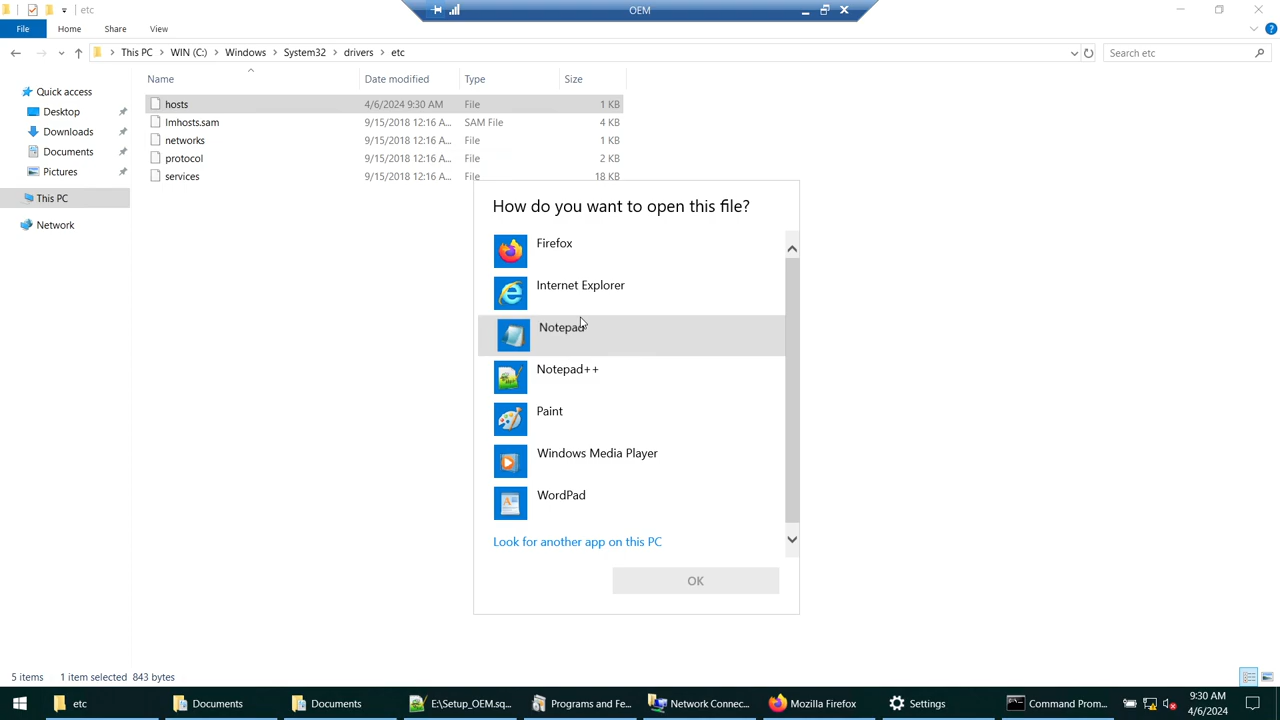 etc
OEM
File
Home
Share
View
This PC
WIN (C:)
Windows
System32
drivers
etc
Search etc
Name
Date modified
Type
Size
Quick access
Desktop
Downloads
Documents
Pictures
This PC
Network
hosts 4/6/2024 9:30 AM File 1 KB
lmhosts.sam 9/15/2018 12:16 A... SAM File 4 KB
networks 9/15/2018 12:16 A... File 1 KB
protocol 9/15/2018 12:16 A... File 2 KB
services 9/15/2018 12:16 A... File 18 KB
How do you want to open this file?
Firefox
Internet Explorer
Notepad
Notepad++
Paint
Windows Media Player
WordPad
Look for another app on this PC
OK
5 items
1 item selected 843 bytes
etc
Documents
Documents
E:\Setup_OEM.sq...
Programs and Fe...
Network Connec...
Mozilla Firefox
Settings
Command Prom...
9:30 AM
4/6/2024